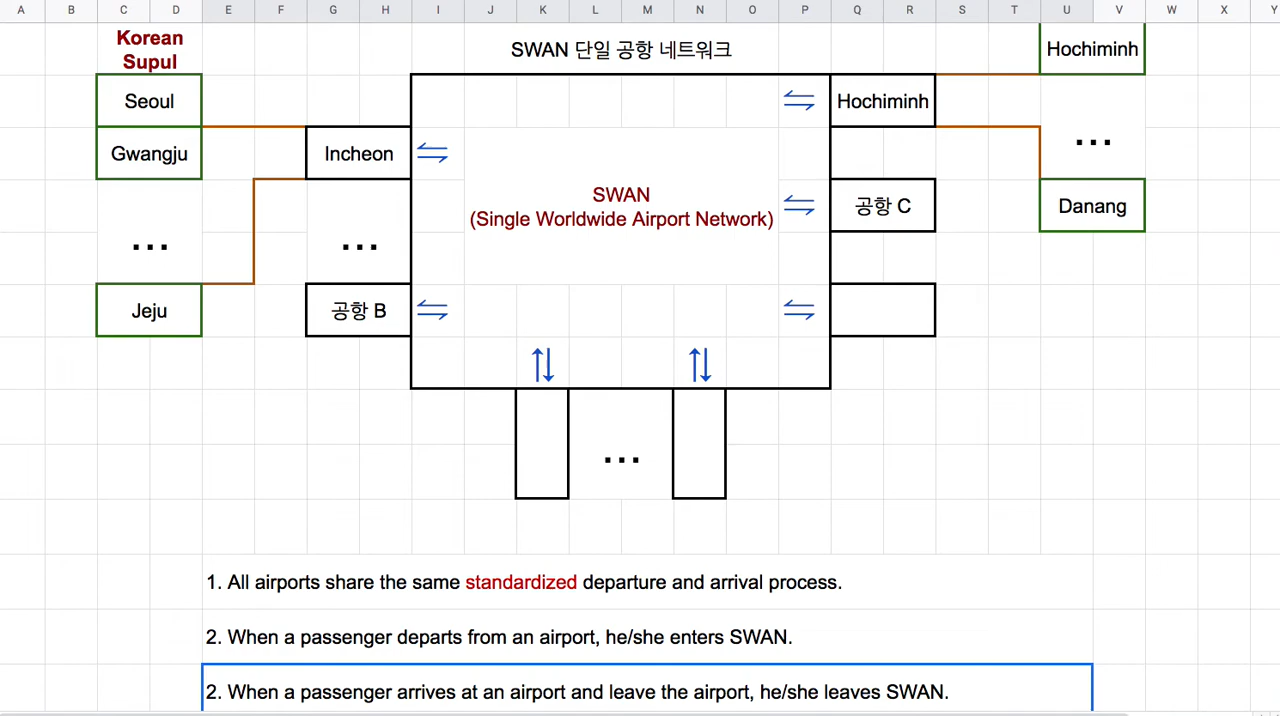 A B C D E F G H I J K L M N O P Q R S T U V W X Y
Korean
Supul
SWAN 단일 공항 네트워크
Hochiminh
Seoul
Hochiminh
Gwangju
Incheon
...
SWAN
(Single Worldwide Airport Network)
공항 C
Danang
...
...
Jeju
공항 B
...
1. All airports share the same standardized departure and arrival process.
2. When a passenger departs from an airport, he/she enters SWAN.
2. When a passenger arrives at an airport and leave the airport, he/she leaves SWAN.